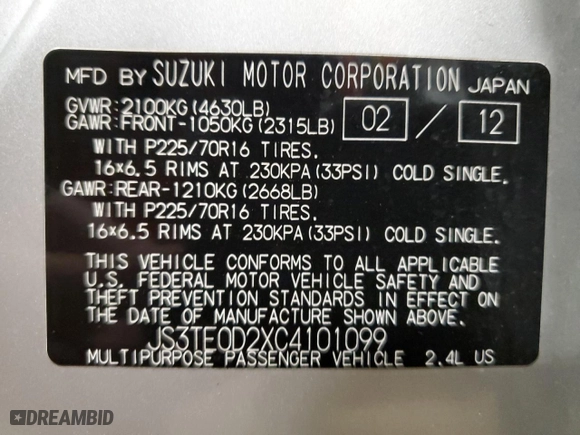 MFD BY SUZUKI MOTOR CORPORATION JAPAN
GVWR:2100KG(4630LB)
GAWR:FRONT-1050KG(2315LB) 02 / 12
WITH P225/70R16 TIRES.
16×6.5 RIMS AT 230KPA(33PSI) COLD SINGLE.
GAWR:REAR-1210KG(2668LB)
WITH P225/70R16 TIRES.
16×6.5 RIMS AT 230KPA(33PSI) COLD SINGLE.
THIS VEHICLE CONFORMS TO ALL APPLICABLE
U.S. FEDERAL MOTOR VEHICLE SAFETY AND
THEFT PREVENTION STANDARDS IN EFFECT ON
THE DATE OF MANUFACTURE SHOWN ABOVE.
JS3TE0D2XC4101099
MULTIPURPOSE PASSENGER VEHICLE 2.4L US
DREAMBID